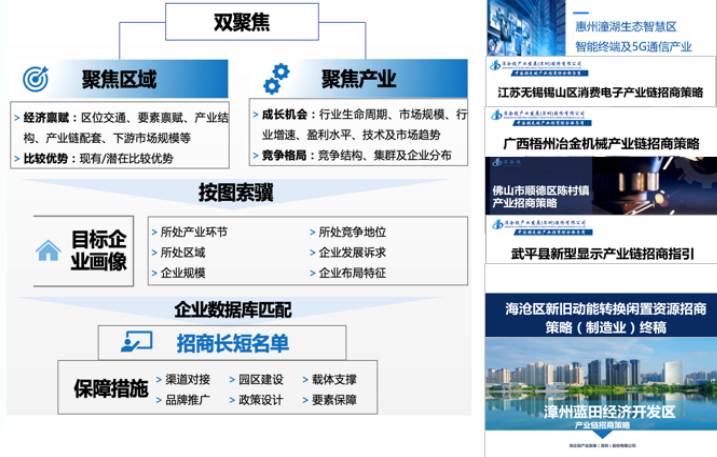 双聚焦
聚焦区域
聚焦产业
> 经济禀赋：区位交通、要素禀赋、产业结
构、产业链配套、下游市场规模等
> 比较优势：现有/潜在比较优势
> 成长机会：行业生命周期、市场规模、行
业增速、盈利水平、技术及市场趋势
> 竞争格局：竞争结构、集群及企业分布
按图索骥
目标企
业画像
> 所处产业环节
> 所处区域
> 企业规模
> 所处竞争地位
> 企业发展诉求
> 企业布局特征
企业数据库匹配
招商长短名单
保障措施
> 渠道对接
> 园区建设
> 载体支撑
> 品牌推广
> 政策设计
> 要素保障
惠州潼湖生态智慧区
智能终端及5G通信产业
江苏无锡锡山区消费电子产业链招商策略
广西梧州冶金机械产业链招商策略
佛山市顺德区陈村镇
产业招商策略
武平县新型显示产业链招商指引
海沧区新旧动能转换闲置资源招商
策略（制造业）终稿
漳州蓝田经济开发区
产业链招商策略